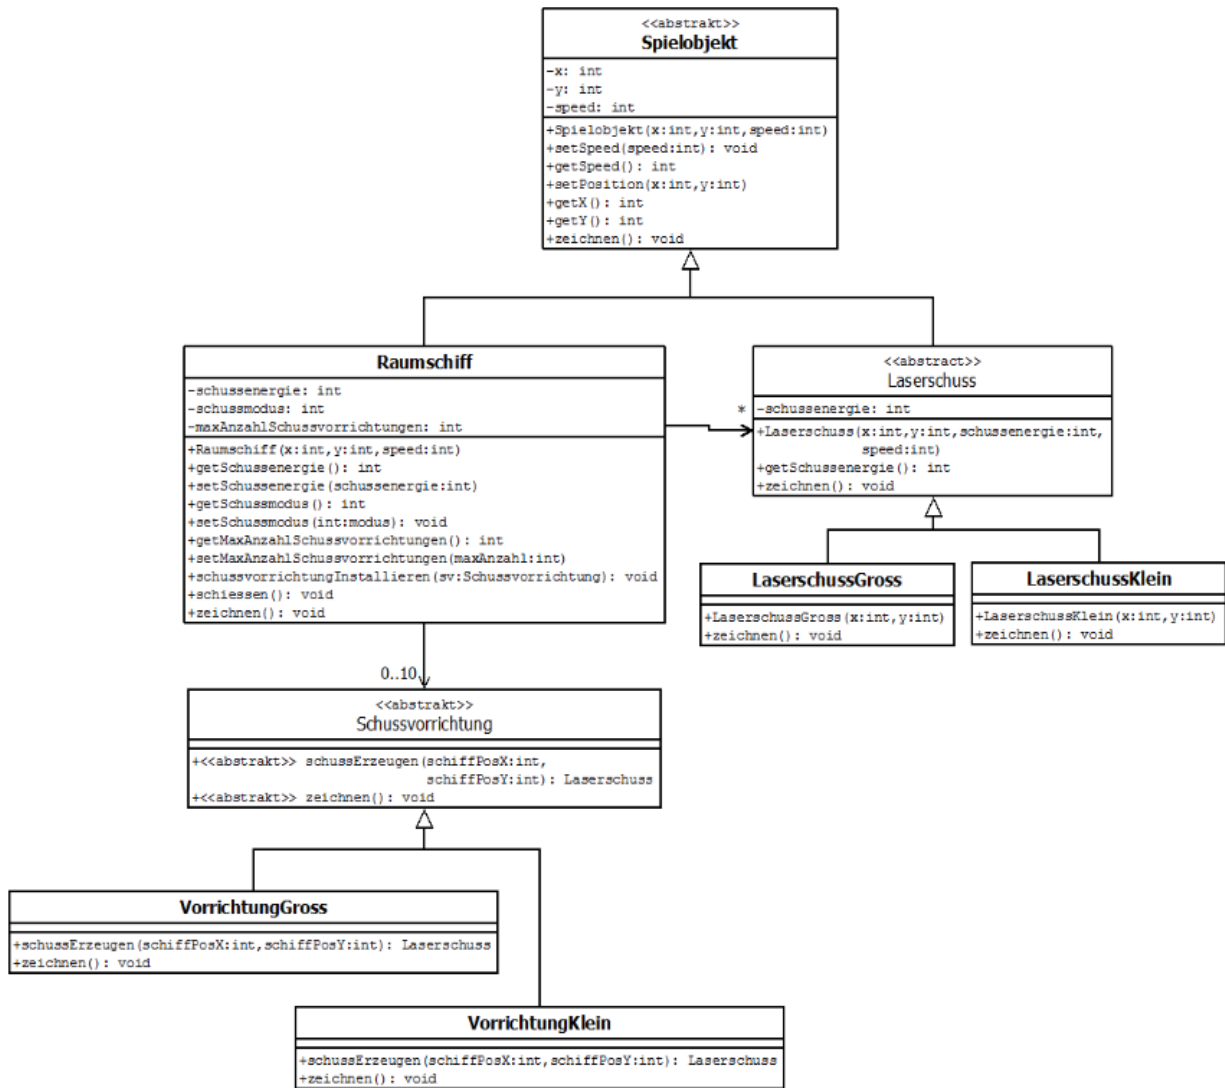 <<abstrakt>>
Spielobjekt
-x: int
-y: int
-speed: int
+Spielobjekt(x:int,y:int,speed:int)
+setSpeed(speed:int): void
+getSpeed(): int
+setPosition(x:int,y:int)
+getX(): int
+getY(): int
+zeichnen(): void
Raumschiff
-schussenergie: int
-schussmodus: int
-maxAnzahlSchussvorrichtungen: int
+Raumschiff(x:int,y:int,speed:int)
+getSchussenergie(): int
+setSchussenergie(schussenergie:int)
+getSchussmodus(): int
+setSchussmodus(int:modus): void
+getMaxAnzahlSchussvorrichtungen(): int
+setMaxAnzahlSchussvorrichtungen(maxAnzahl:int)
+schussvorrichtungInstallieren(sv:Schussvorrichtung): void
+schiessen(): void
+zeichnen(): void
*
<<abstract>>
Laserschuss
-schussenergie: int
+Laserschuss(x:int,y:int,schussenergie:int,
speed:int)
+getSchussenergie(): int
+zeichnen(): void
LaserschussGross
+LaserschussGross(x:int,y:int)
+zeichnen(): void
LaserschussKlein
+LaserschussKlein(x:int,y:int)
+zeichnen(): void
0..10
<<abstrakt>>
Schussvorrichtung
+<<abstrakt>> schussErzeugen(schiffPosX:int,
schiffPosY:int): Laserschuss
+<<abstrakt>> zeichnen(): void
VorrichtungGross
+schussErzeugen(schiffPosX:int,schiffPosY:int): Laserschuss
+zeichnen(): void
VorrichtungKlein
+schussErzeugen(schiffPosX:int,schiffPosY:int): Laserschuss
+zeichnen(): void